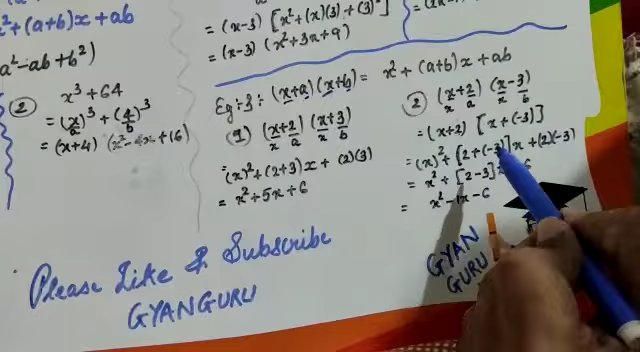 x² + (a+b)x + ab
a² - ab + b²)
② x³ + 64
= (x)³ + (4)³
a b
= (x+4) (x² - 4x + 16)
= (x-3) [x² + (x)(3) + (3)²]
= (x-3) (x² + 3x + 9)
Eg:-3:- (x+a) (x+b) = x² + (a+b)x + ab
(1) (x+2) (x+3)
x a x b
= (x)² + (2+3)x + (2)(3)
= x² + 5x + 6
② (x+2) (x-3)
x a x b
= (x+2) [x + (-3)]
= (x)² + [2+(-3)]x + (2)(-3)
= x² + [2-3] 6
= x² - 1x - 6
Please Like & Subscribe
GYANGURU
GYAN
GURU